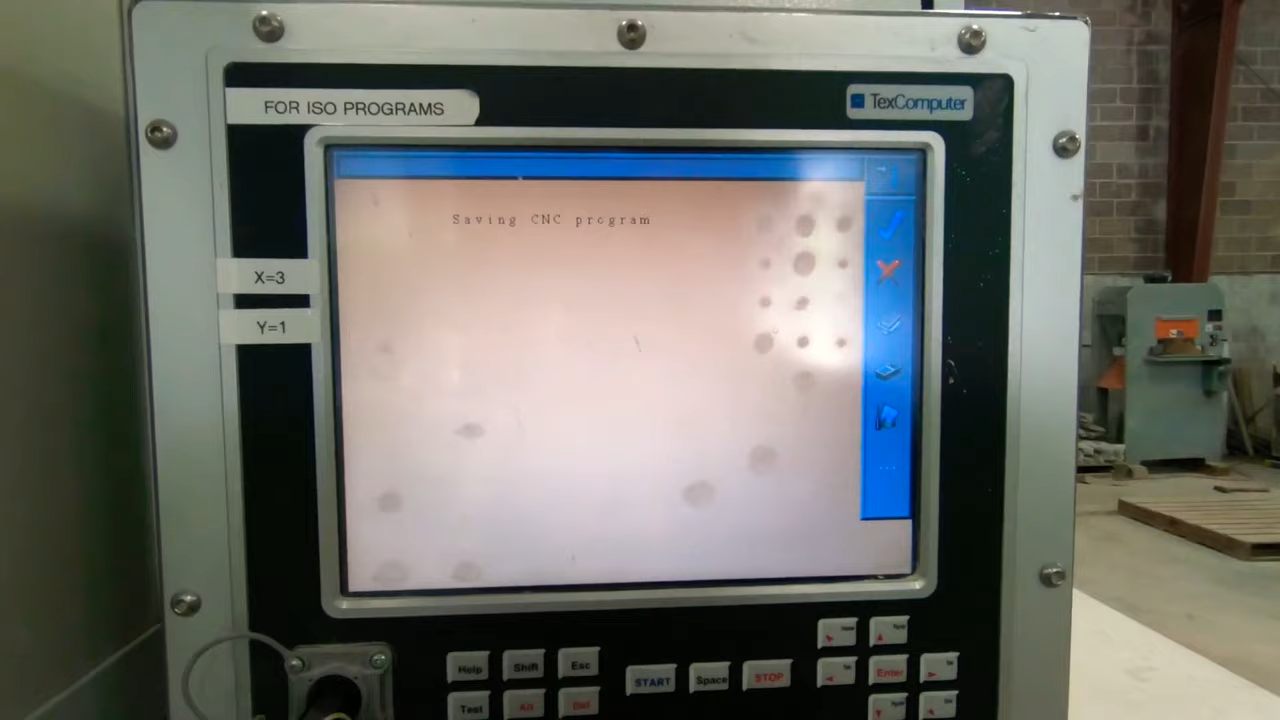 FOR ISO PROGRAMS
TexComputer
Saving CNC program
X=3
Y=1
Help Shift Esc
START Space STOP
Enter
Test Alt Del